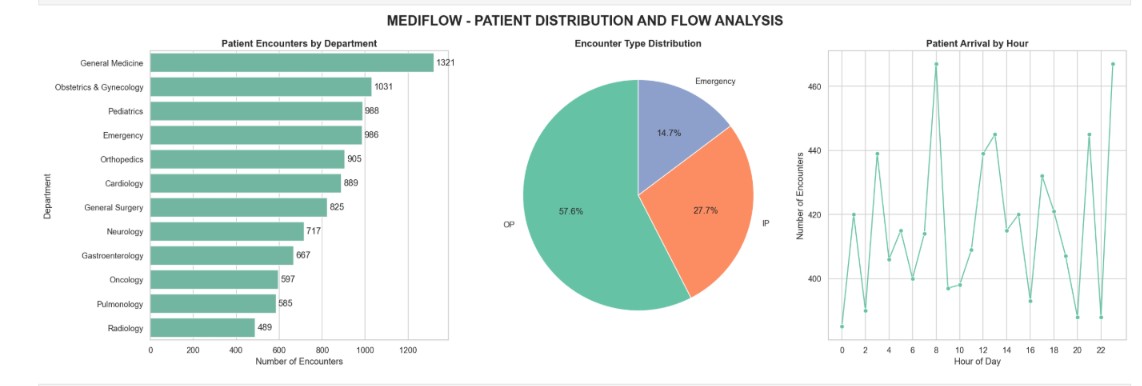 MEDIFLOW - PATIENT DISTRIBUTION AND FLOW ANALYSIS
Patient Encounters by Department
General Medicine 1321
Obstetrics & Gynecology 1031
Pediatrics 988
Emergency 986
Orthopedics 905
Cardiology 889
General Surgery 825
Neurology 717
Gastroenterology 667
Oncology 597
Pulmonology 585
Radiology 489
Department
0 200 400 600 800 1000 1200
Number of Encounters
Encounter Type Distribution
Emergency
14.7%
57.6%
27.7%
OP
IP
Patient Arrival by Hour
460
440
420
400
Number of Encounters
0 2 4 6 8 10 12 14 16 18 20 22
Hour of Day